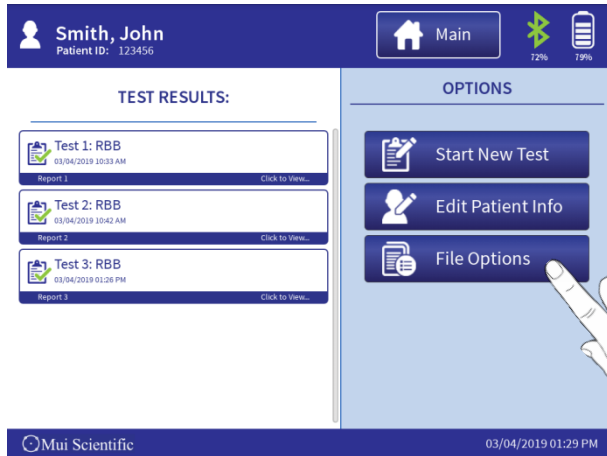 Smith, John
Patient ID: 123456
Main
72%
79%
TEST RESULTS:
Test 1: RBB
03/04/2019 10:33 AM
Report 1 Click to View...
Test 2: RBB
03/04/2019 10:42 AM
Report 2 Click to View...
Test 3: RBB
03/04/2019 01:26 PM
Report 3 Click to View...
OPTIONS
Start New Test
Edit Patient Info
File Options
Mui Scientific
03/04/2019 01:29 PM